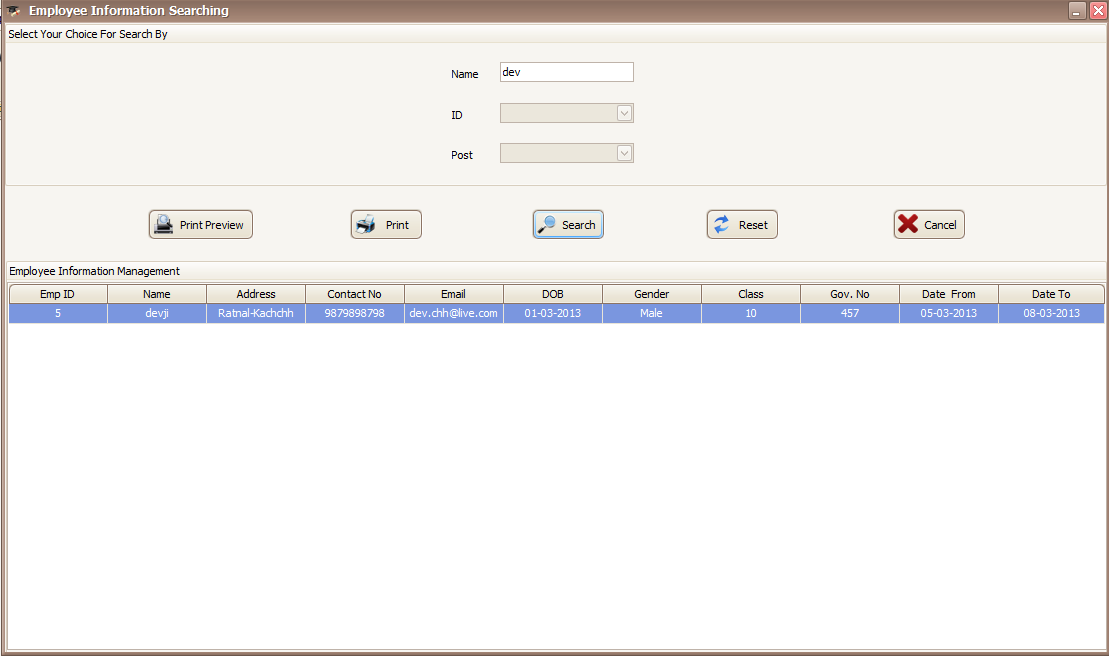 Employee Information Searching
Select Your Choice For Search By
Name dev
ID
Post
Print Preview Print Search Reset Cancel
Employee Information Management
Emp ID Name Address Contact No Email DOB Gender Class Gov. No Date From Date To
5 devji Ratnal-Kachchh 9879898798 dev.chh@live.com 01-03-2013 Male 10 457 05-03-2013 08-03-2013